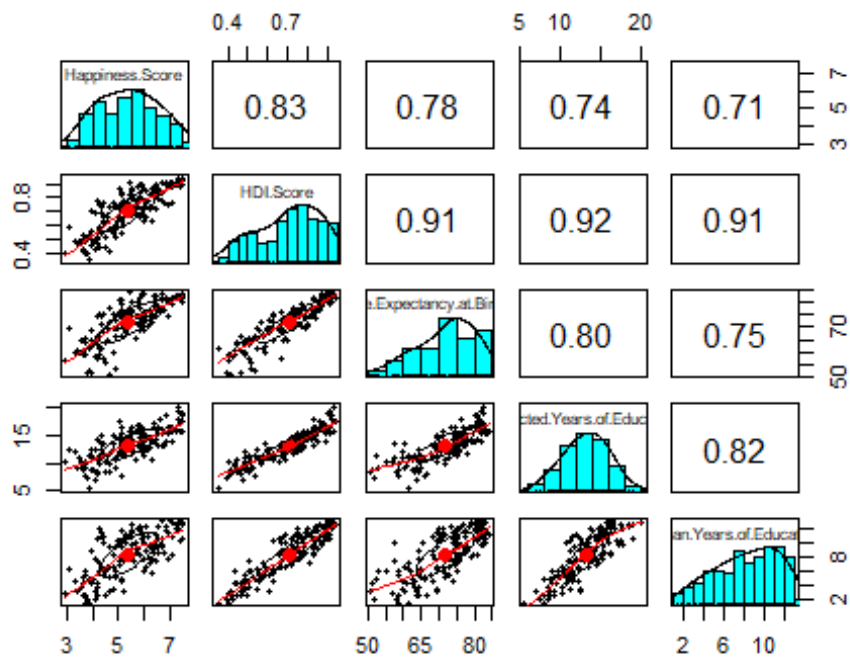 0.4 0.7 5 10 20
Happiness.Score 0.83 0.78 0.74 0.71 3 5 7
0.4 0.8 HDI.Score 0.91 0.92 0.91
e.Expectancy.at.Bir 0.80 0.75 50 70
5 15 cted.Years.of.Educ 0.82
an.Years.of.Educat 2 8
3 5 7 50 65 80 2 6 10